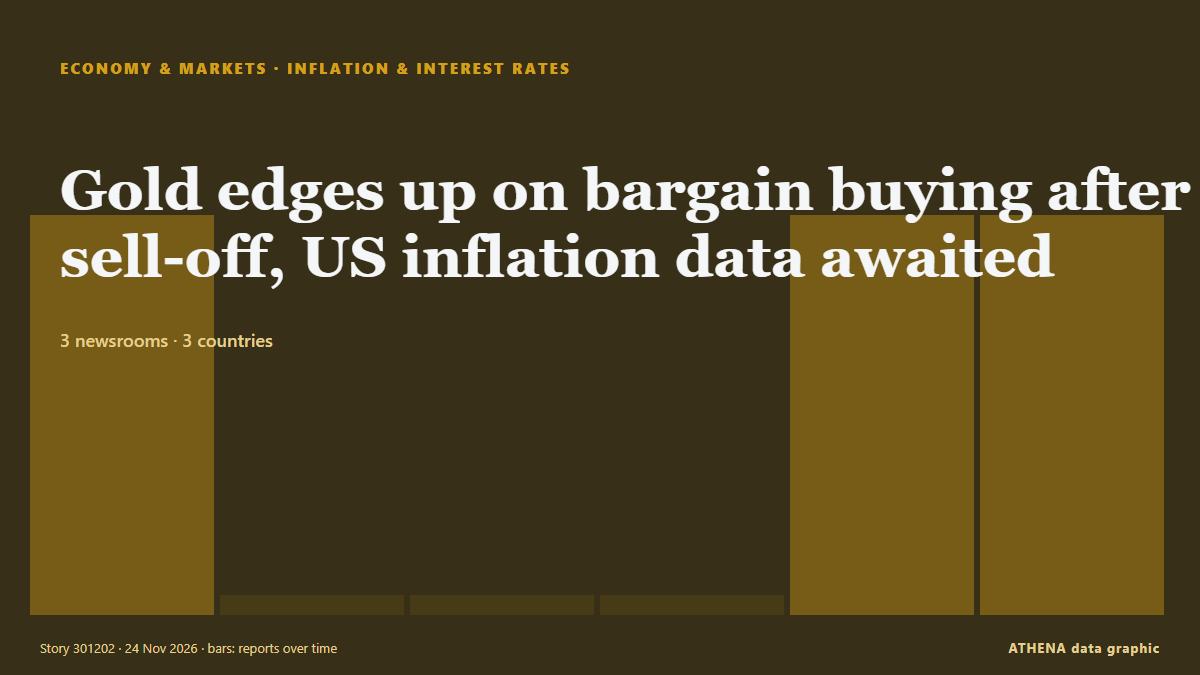 ECONOMY & MARKETS · INFLATION & INTEREST RATES
Gold edges up on bargain buying after
sell-off, US inflation data awaited
3 newsrooms · 3 countries
Story 301202 · 24 Nov 2026 · bars: reports over time
ATHENA data graphic